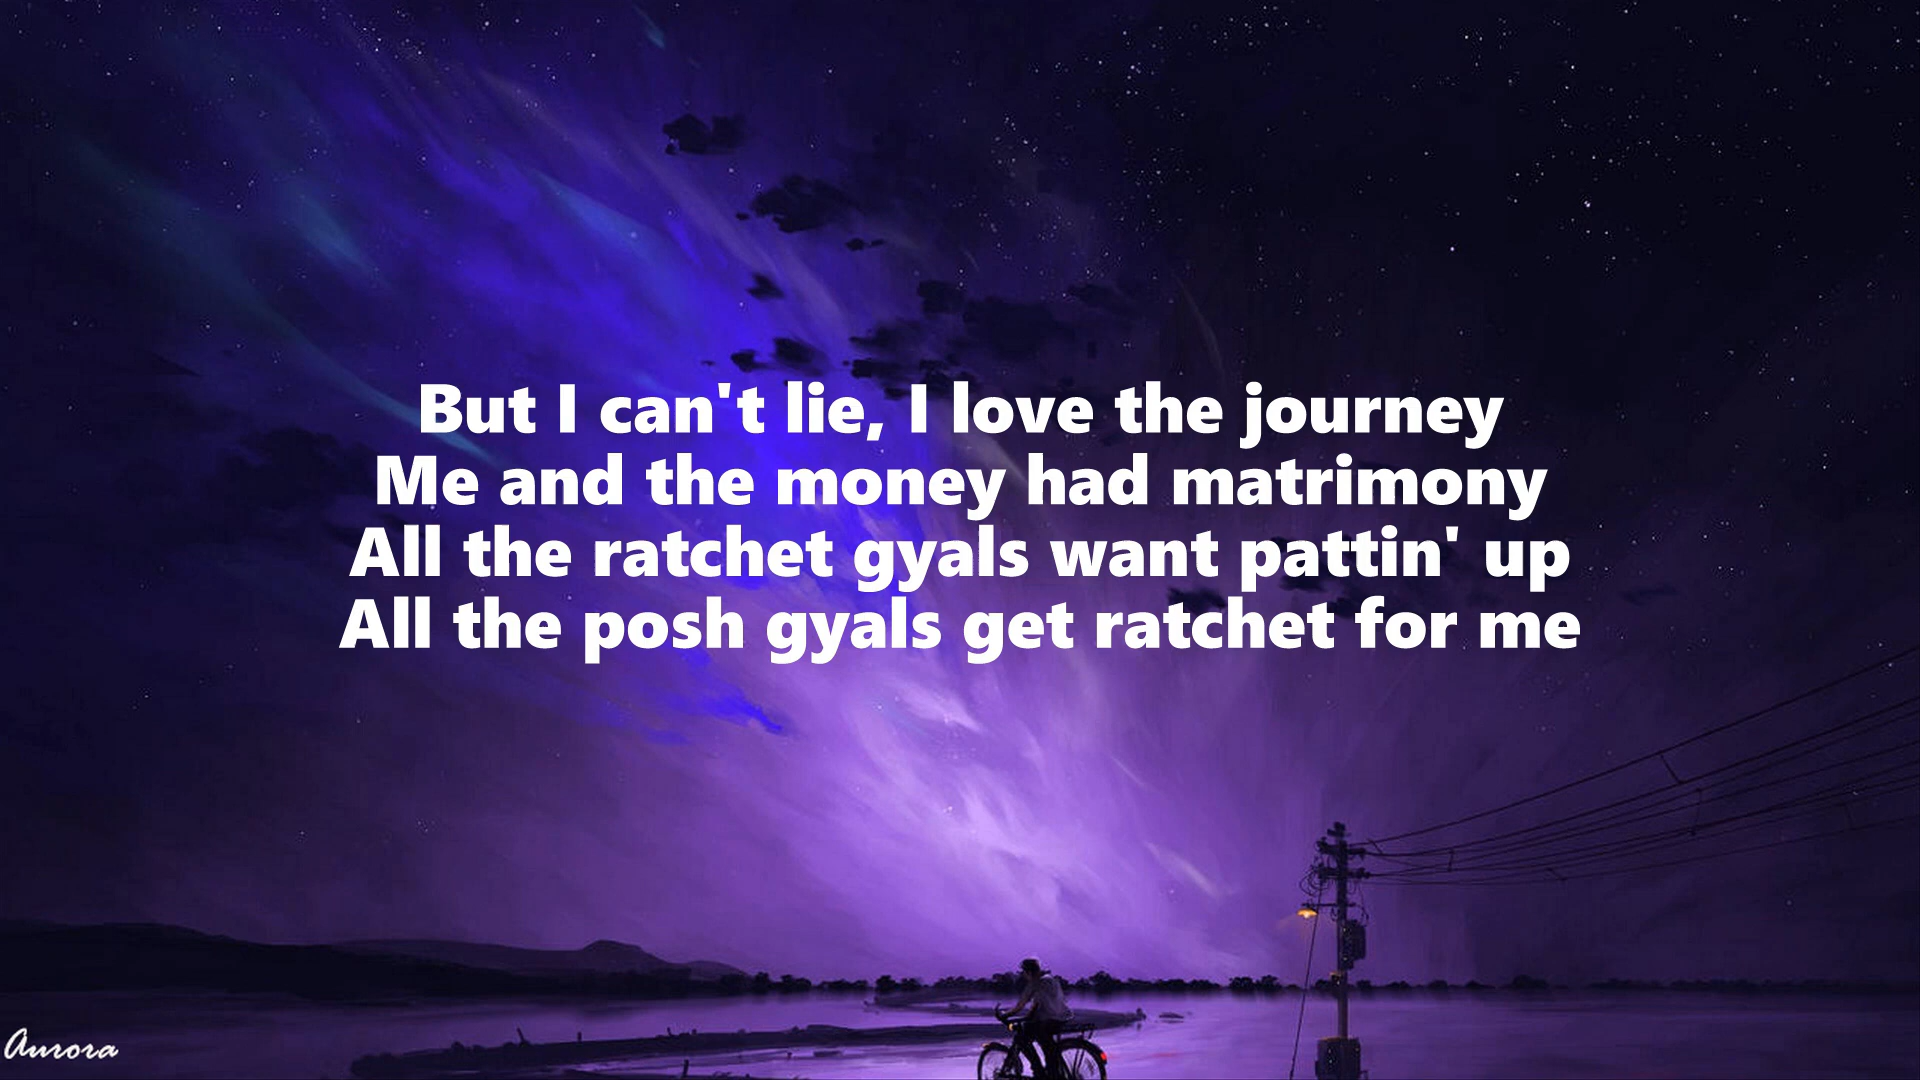 But I can't lie, I love the journey
Me and the money had matrimony
All the ratchet gyals want pattin' up
All the posh gyals get ratchet for me
Aurora